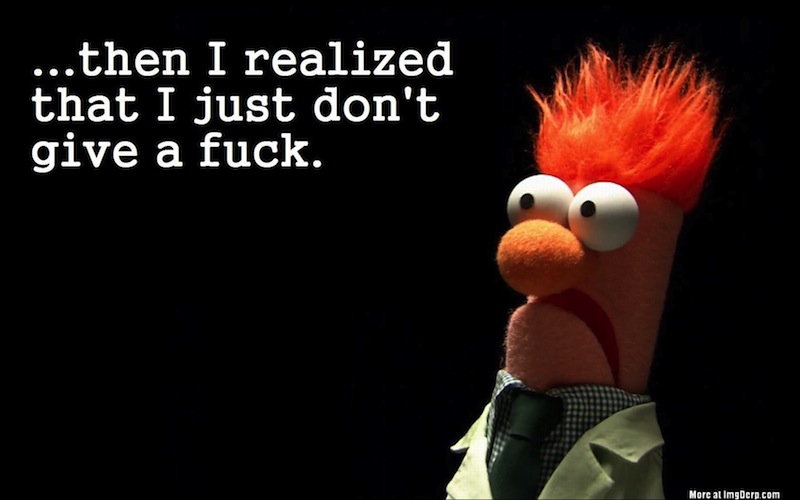 ...then I realized
that I just don't
give a fuck.
More at ImgDerp.com